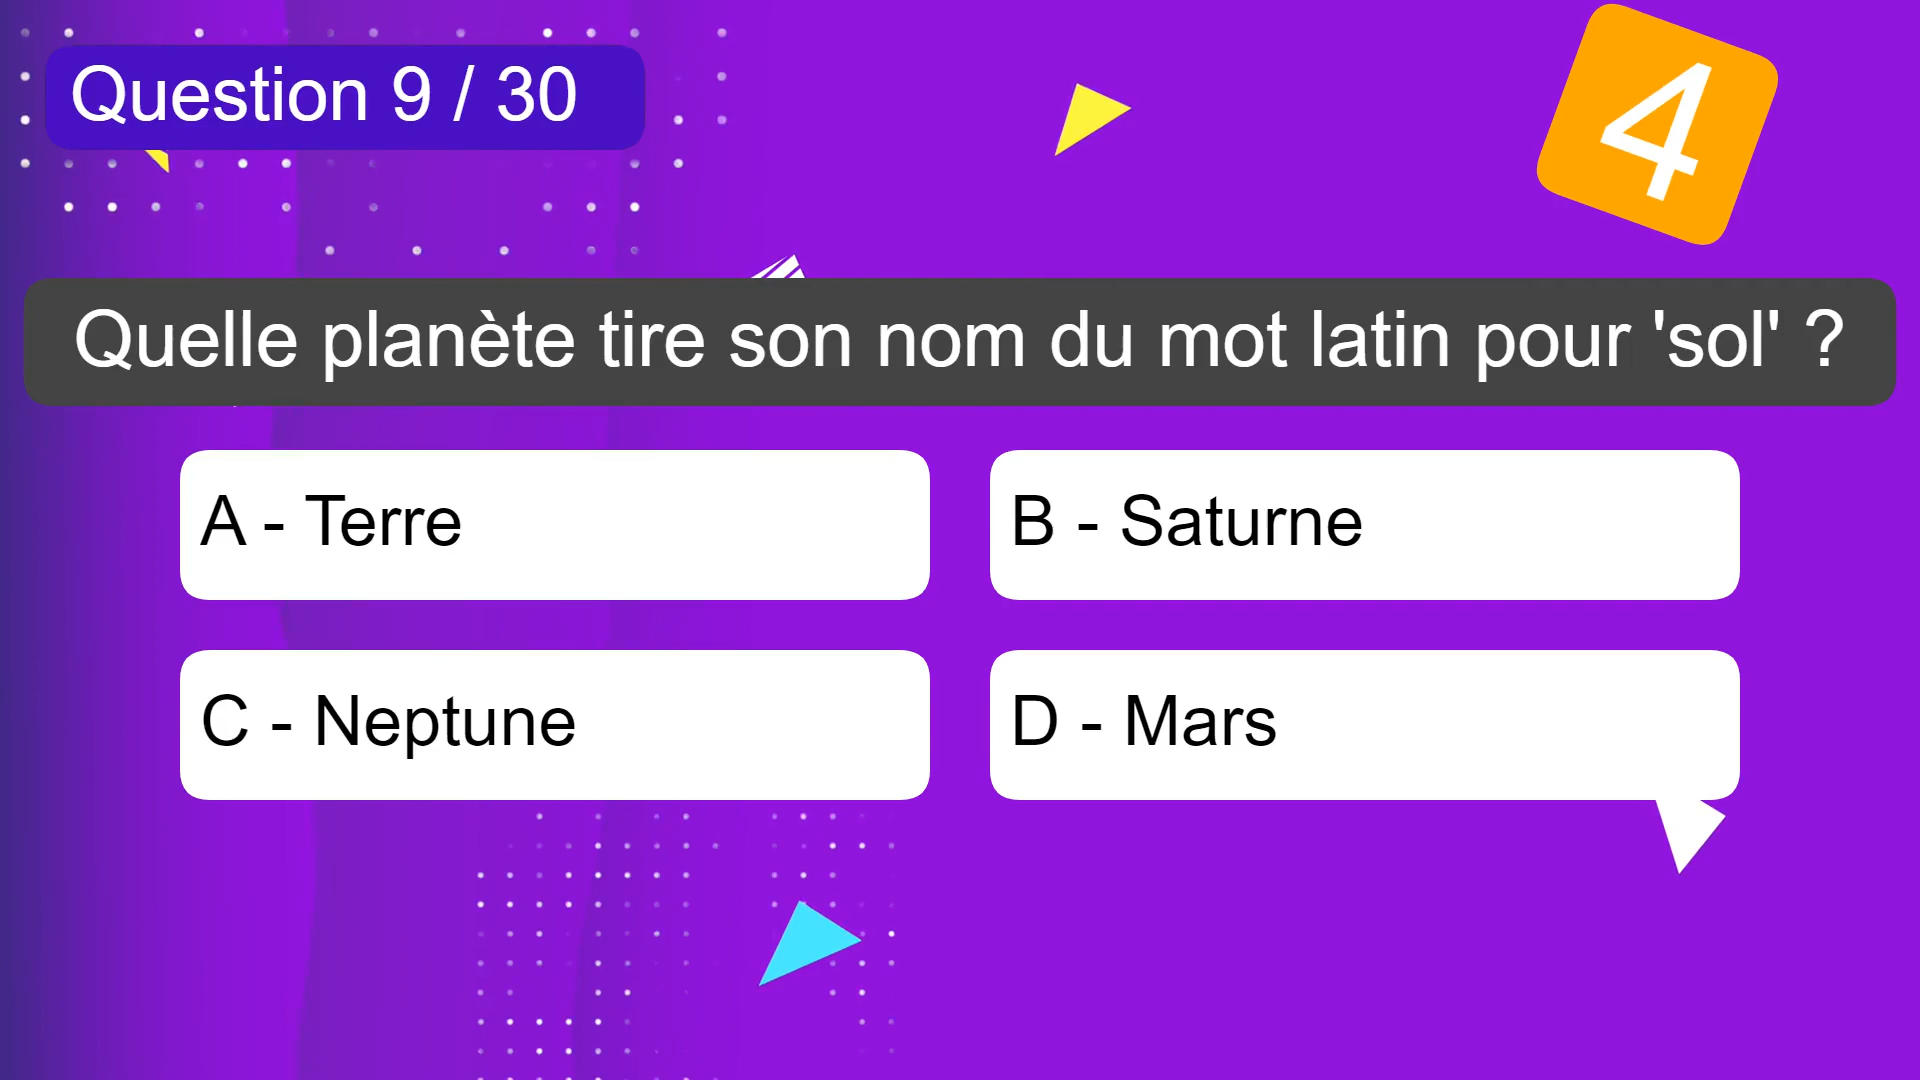 Question 9 / 30
4
Quelle planète tire son nom du mot latin pour 'sol' ?
A - Terre
B - Saturne
C - Neptune
D - Mars